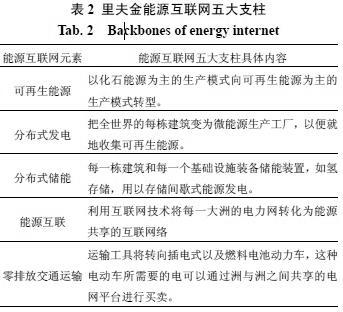 表 2 里夫金能源互联网五大支柱
Tab. 2 Backbones of energy internet
能源互联网元素 能源互联网五大支柱具体内容
可再生能源 以化石能源为主的生产模式向可再生能源为主的
生产模式转型。
分布式发电 把全世界的每栋建筑变为微能源生产工厂，以便就
地收集可再生能源。
分布式储能 每一栋建筑和每一个基础设施装备储能装置，如氢
存储，用以存储间歇式能源发电。
能源互联 利用互联网技术将每一大洲的电力网转化为能源
共享的互联网络
零排放交通运输 运输工具将转向插电式以及燃料电池动力车，这种
电动车所需要的电可以通过洲与洲之间共享的电
网平台进行买卖。